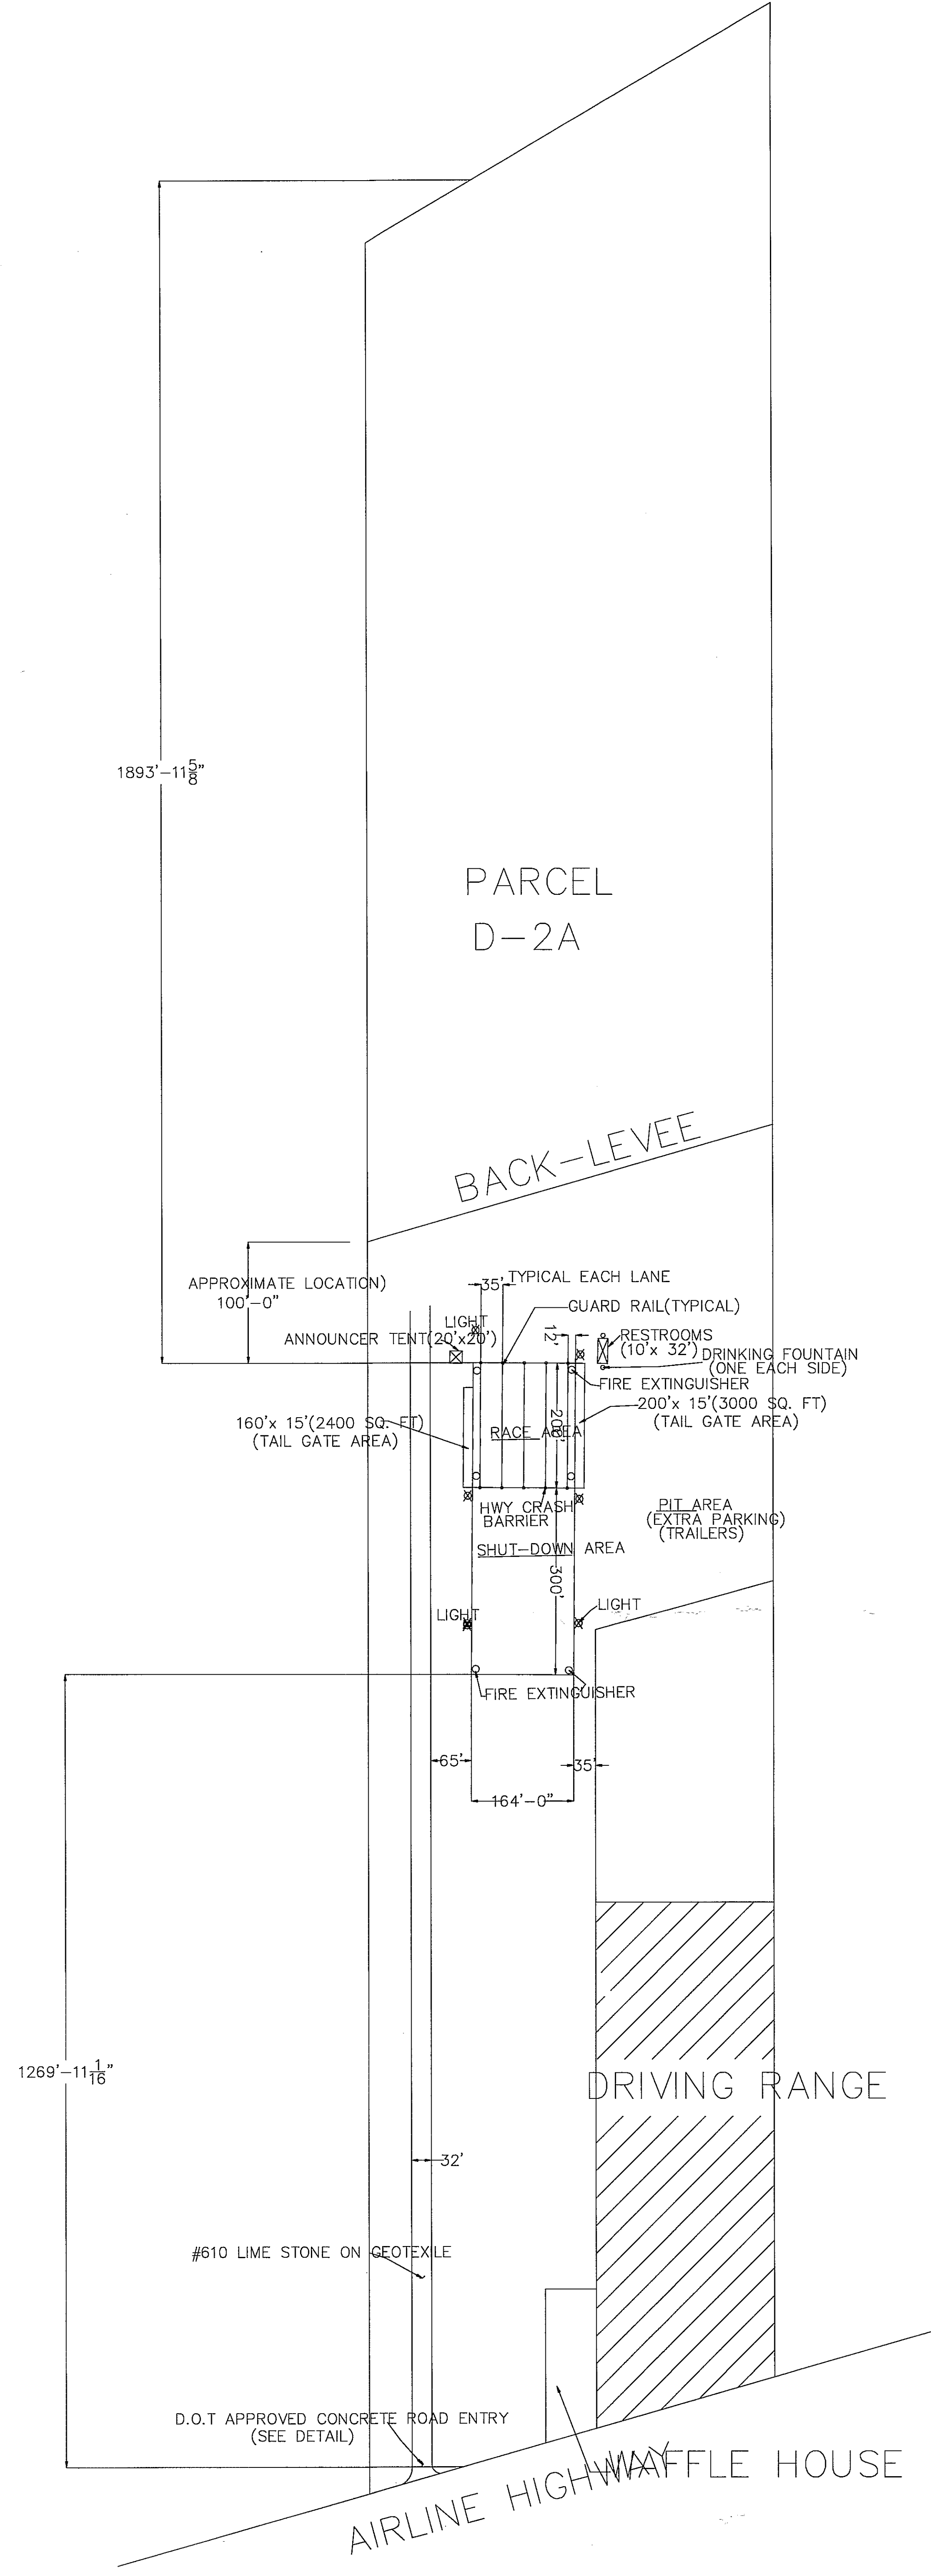 1893'-11 5/8"
PARCEL
D-2A
BACK-LEVEE
35'
TYPICAL EACH LANE
APPROXIMATE LOCATION)
100'-0"
GUARD RAIL(TYPICAL)
LIGHT
ANNOUNCER TENT(20'x20')
12'
RESTROOMS
(10'x 32')
DRINKING FOUNTAIN
(ONE EACH SIDE)
FIRE EXTINGUISHER
200'x 15'(3000 SQ. FT)
(TAIL GATE AREA)
160'x 15'(2400 SQ. FT)
(TAIL GATE AREA)
RACE AREA
HWY CRASH
BARRIER
PIT AREA
(EXTRA PARKING)
(TRAILERS)
SHUT-DOWN AREA
300'
LIGHT
LIGHT
FIRE EXTINGUISHER
65'
35'
164'-0"
1269'-11 1/16"
DRIVING RANGE
32'
#610 LIME STONE ON GEOTEXILE
D.O.T APPROVED CONCRETE ROAD ENTRY
(SEE DETAIL)
WAFFLE HOUSE
AIRLINE HIGHWAY